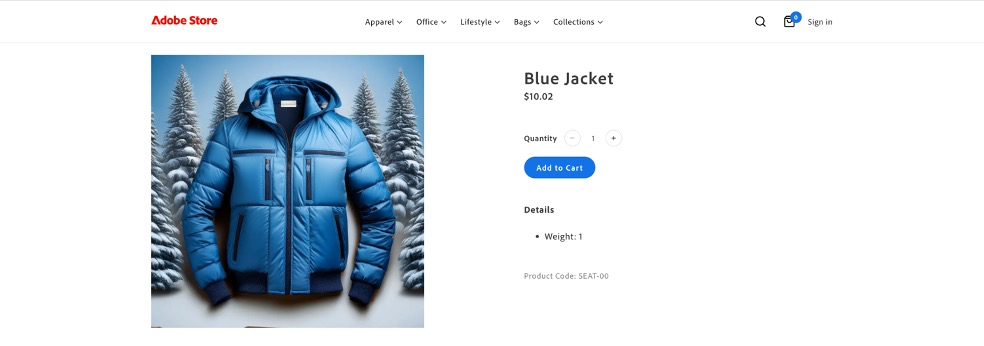 Adobe Store
Apparel Office Lifestyle Bags Collections
0
Sign in
Blue Jacket
$10.02
Quantity − 1 +
Add to Cart
Details
• Weight: 1
Product Code: SEAT-00